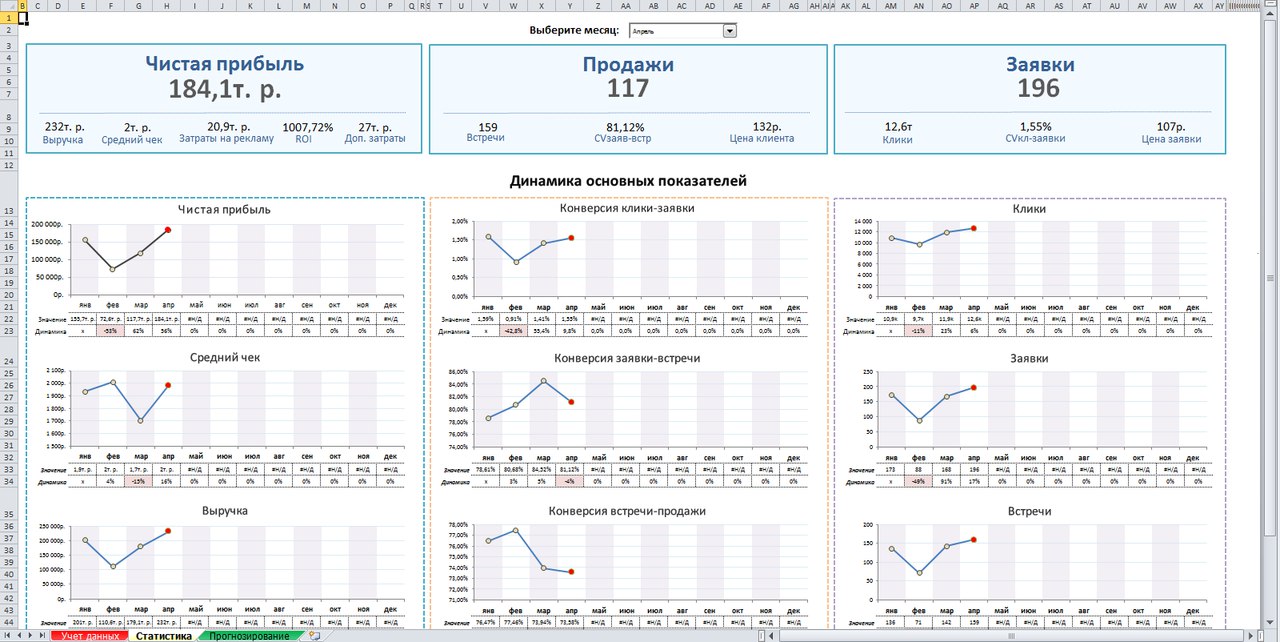 Выберите месяц: Апрель
Чистая прибыль
184,1т. р.
232т. р. 2т. р. 20,9т. р. 1007,72% 27т. р.
Выручка Средний чек Затраты на рекламу ROI Доп. затраты
Продажи
117
159 81,12% 132р.
Встречи CVзаяв-встр Цена клиента
Заявки
196
12,6т 1,55% 107р.
Клики CVкл-заявки Цена заявки
Динамика основных показателей
Чистая прибыль
200 000р.
150 000р.
100 000р.
50 000р.
0р.
янв фев мар апр май июн июл авг сен окт ноя дек
Значение 155,7т. р. 72,6т. р. 117,7т. р. 184,1т. р. #Н/Д #Н/Д #Н/Д #Н/Д #Н/Д #Н/Д #Н/Д #Н/Д
Динамика x -53% 62% 56% 0% 0% 0% 0% 0% 0% 0% 0%
Средний чек
2 100р.
2 000р.
1 900р.
1 800р.
1 700р.
1 600р.
1 500р.
янв фев мар апр май июн июл авг сен окт ноя дек
Значение 1,9т. р. 2т. р. 1,7т. р. 2т. р. #Н/Д #Н/Д #Н/Д #Н/Д #Н/Д #Н/Д #Н/Д #Н/Д
Динамика x 4% -15% 16% 0% 0% 0% 0% 0% 0% 0% 0%
Выручка
250 000р.
200 000р.
150 000р.
100 000р.
50 000р.
0р.
янв фев мар апр май июн июл авг сен окт ноя дек
Значение 201т. р. 110,6т. р. 179,1т. р. 232т. р. #Н/Д #Н/Д #Н/Д #Н/Д #Н/Д #Н/Д #Н/Д #Н/Д
Конверсия клики-заявки
2,00%
1,50%
1,00%
0,50%
0,00%
янв фев мар апр май июн июл авг сен окт ноя дек
Значение 1,59% 0,91% 1,41% 1,55% #Н/Д #Н/Д #Н/Д #Н/Д #Н/Д #Н/Д #Н/Д #Н/Д
Динамика x -42,8% 55,4% 9,8% 0,0% 0,0% 0,0% 0,0% 0,0% 0,0% 0,0% 0,0%
Конверсия заявки-встречи
86,00%
84,00%
82,00%
80,00%
78,00%
76,00%
74,00%
янв фев мар апр май июн июл авг сен окт ноя дек
Значение 78,61% 80,68% 84,52% 81,12% #Н/Д #Н/Д #Н/Д #Н/Д #Н/Д #Н/Д #Н/Д #Н/Д
Динамика x 3% 5% -4% 0% 0% 0% 0% 0% 0% 0% 0%
Конверсия встречи-продажи
78,00%
77,00%
76,00%
75,00%
74,00%
73,00%
72,00%
71,00%
янв фев мар апр май июн июл авг сен окт ноя дек
Значение 76,47% 77,46% 73,94% 73,58% #Н/Д #Н/Д #Н/Д #Н/Д #Н/Д #Н/Д #Н/Д #Н/Д
Клики
14 000
12 000
10 000
8 000
6 000
4 000
2 000
0
янв фев мар апр май июн июл авг сен окт ноя дек
Значение 10,9к 9,7к 11,9к 12,6к #Н/Д #Н/Д #Н/Д #Н/Д #Н/Д #Н/Д #Н/Д #Н/Д
Динамика x -11% 23% 6% 0% 0% 0% 0% 0% 0% 0% 0%
Заявки
250
200
150
100
50
0
янв фев мар апр май июн июл авг сен окт ноя дек
Значение 173 88 168 196 #Н/Д #Н/Д #Н/Д #Н/Д #Н/Д #Н/Д #Н/Д #Н/Д
Динамика x -49% 91% 17% 0% 0% 0% 0% 0% 0% 0% 0%
Встречи
200
150
100
50
0
янв фев мар апр май июн июл авг сен окт ноя дек
Значение 136 71 142 159 #Н/Д #Н/Д #Н/Д #Н/Д #Н/Д #Н/Д #Н/Д #Н/Д
Учет данных Статистика Прогнозирование